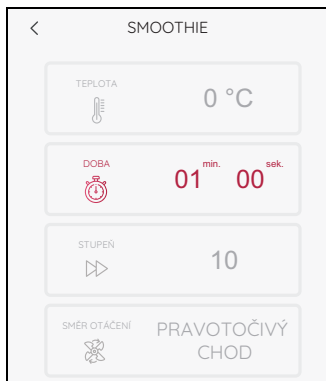 SMOOTHIE
TEPLOTA
0 °C
DOBA
01 min. 00 sek.
STUPEŇ
10
SMĚR OTÁČENÍ
PRAVOTOČIVÝ
CHOD